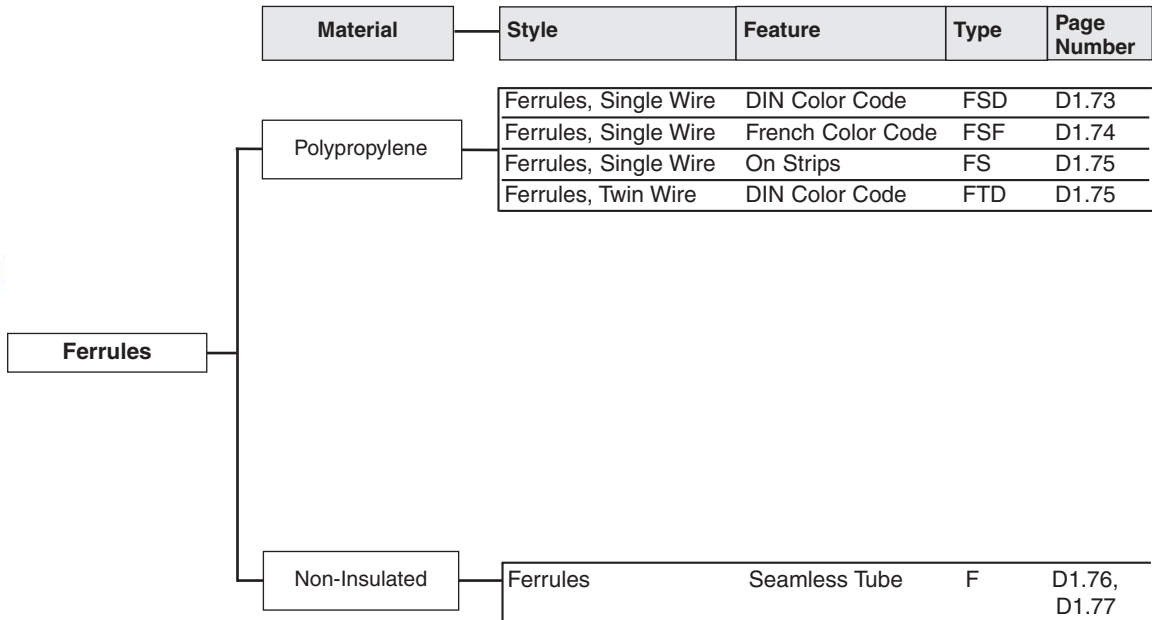 Material Style Feature Type Page Number
Ferrules, Single Wire DIN Color Code FSD D1.73
Polypropylene
Ferrules, Single Wire French Color Code FSF D1.74
Ferrules, Single Wire On Strips FS D1.75
Ferrules, Twin Wire DIN Color Code FTD D1.75
Ferrules
Non-Insulated
Ferrules Seamless Tube F D1.76,
D1.77